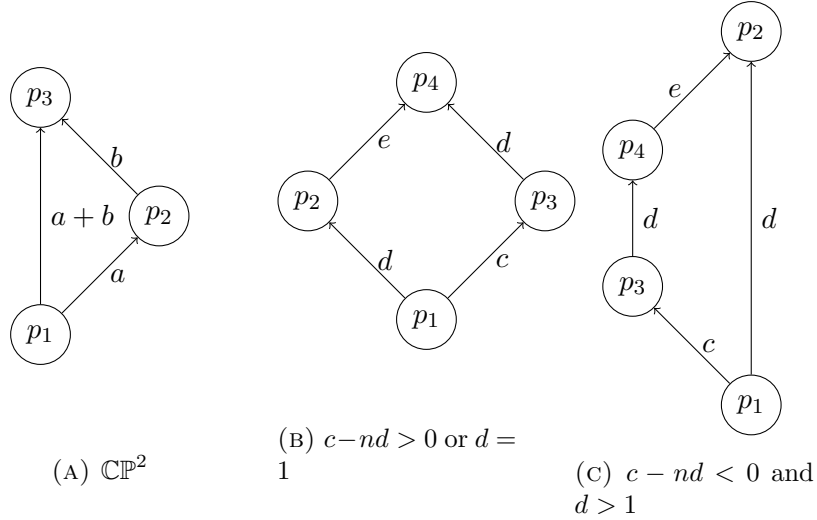 p₃
b
a + b
p₂
a
p₁
(A) ℂℙ²
p₄
e
d
p₂
p₃
d
c
p₁
(B) c−nd > 0 or d =
1
p₂
e
p₄
d
d
p₃
c
p₁
(C) c − nd < 0 and
d > 1